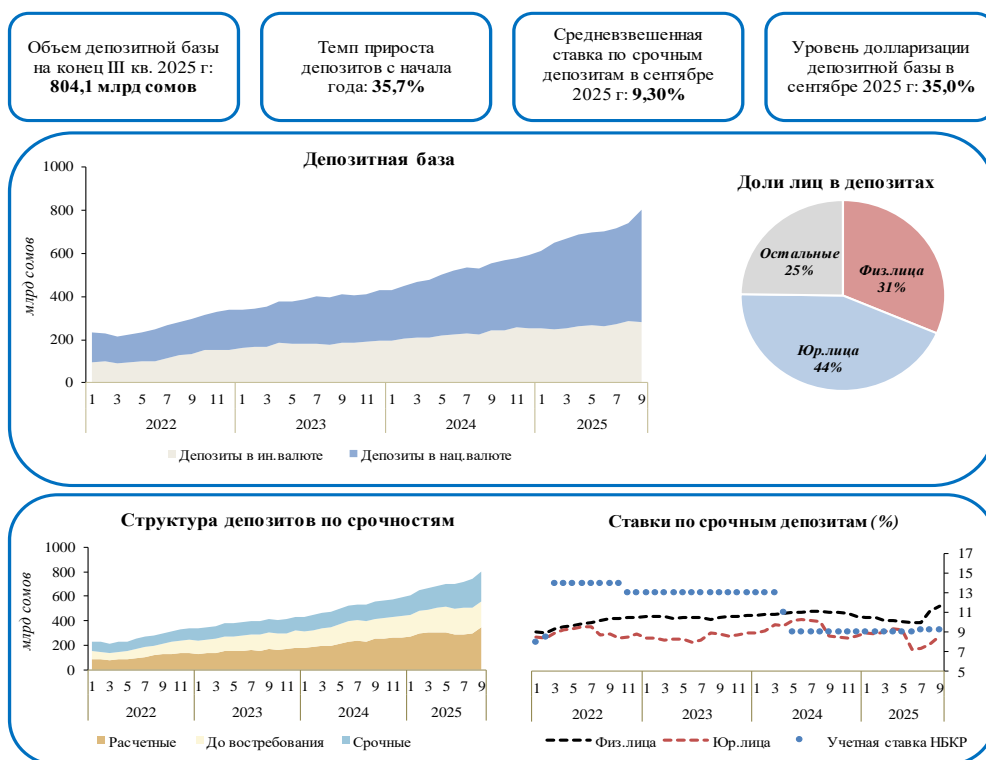 Объем депозитной базы
на конец III кв. 2025 г:
804,1 млрд сомов
Темп прироста
депозитов с начала
года: 35,7%
Средневзвешенная
ставка по срочным
депозитам в сентябре
2025 г: 9,30%
Уровень долларизации
депозитной базы в
сентябре 2025 г: 35,0%
Депозитная база
млрд сомов
1000
800
600
400
200
0
1 3 5 7 9 11 1 3 5 7 9 11 1 3 5 7 9 11 1 3 5 7 9
2022 2023 2024 2025
Депозиты в ин.валюте Депозиты в нац.валюте
Доли лиц в депозитах
Остальные
25%
Физ.лица
31%
Юр.лица
44%
Структура депозитов по срочностям
млрд сомов
1000
800
600
400
200
0
1 3 5 7 9 11 1 3 5 7 9 11 1 3 5 7 9 11 1 3 5 7 9
2022 2023 2024 2025
Расчетные До востребования Срочные
Ставки по срочным депозитам (%)
17
15
13
11
9
7
5
1 3 5 7 9 11 1 3 5 7 9 11 1 3 5 7 9 11 1 3 5 7 9
2022 2023 2024 2025
Физ.лица Юр.лица Учетная ставка НБКР